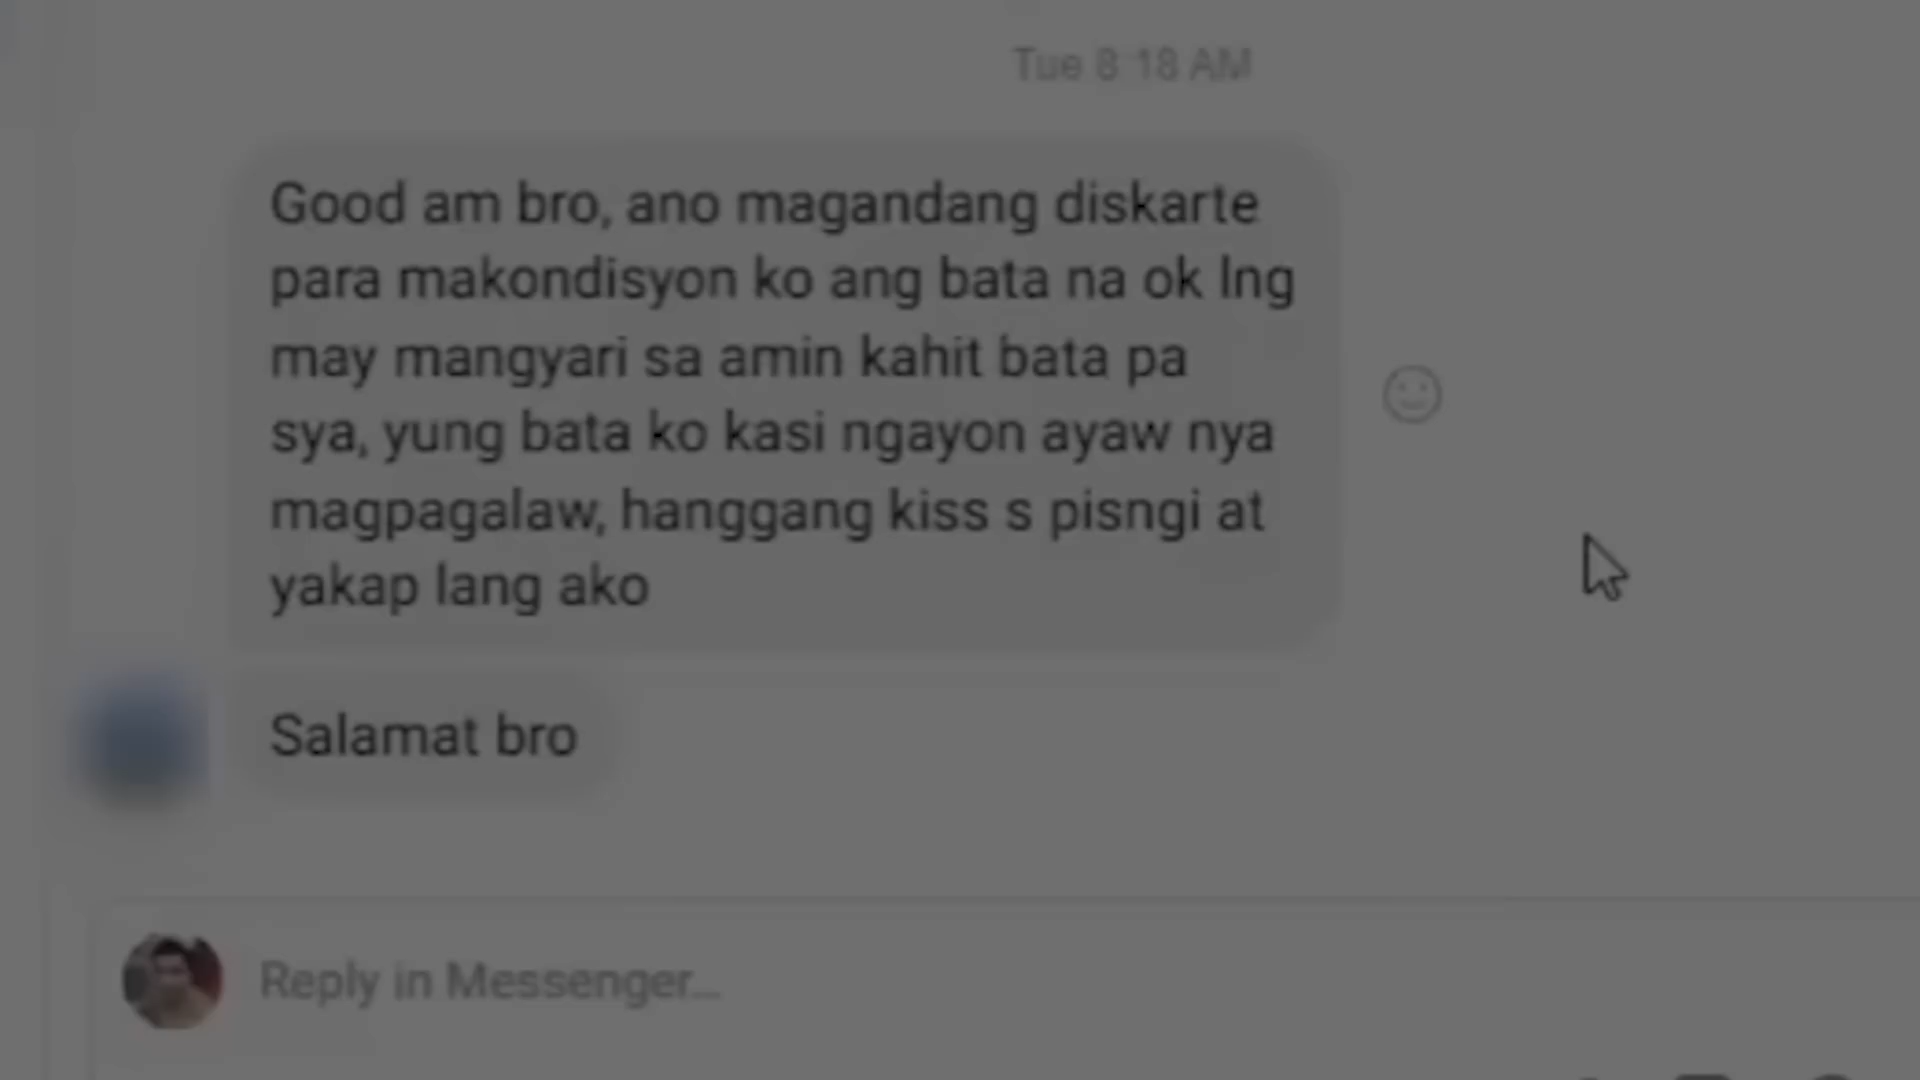 Tue 8:18 AM
Good am bro, ano magandang diskarte
para makondisyon ko ang bata na ok lng
may mangyari sa amin kahit bata pa
sya, yung bata ko kasi ngayon ayaw nya
magpagalaw, hanggang kiss s pisngi at
yakap lang ako
Salamat bro
Reply in Messenger...